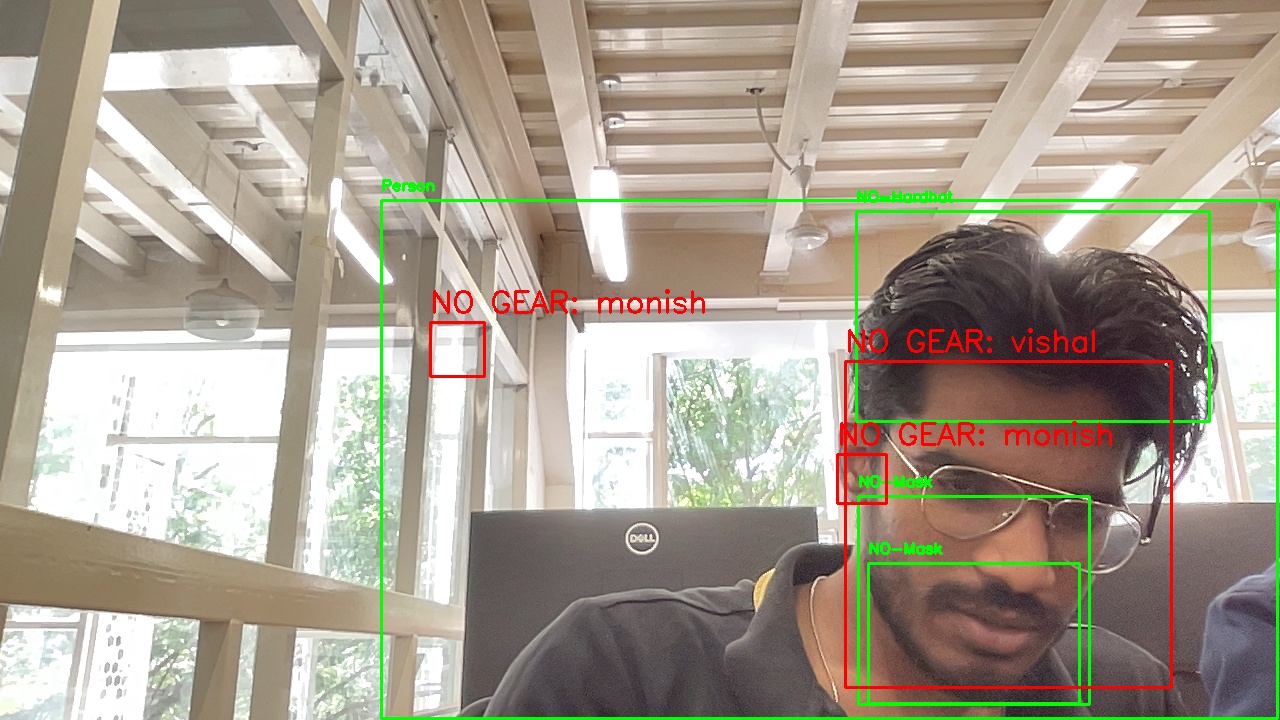 Person
NO-Hardhat
NO GEAR: monish
NO GEAR: vishal
NO GEAR: monish
NO-Mask
DELL
NO-Mask